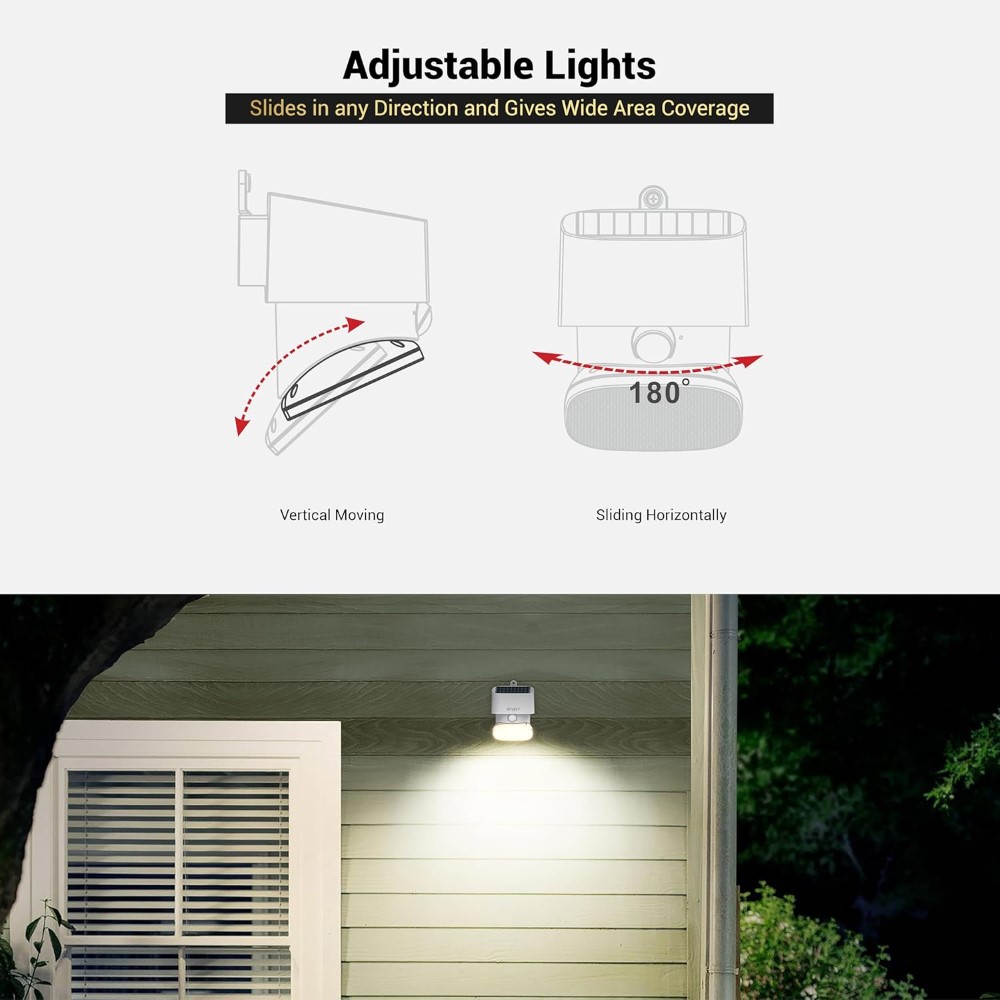 Adjustable Lights
Slides in any Direction and Gives Wide Area Coverage
180°
Vertical Moving
Sliding Horizontally